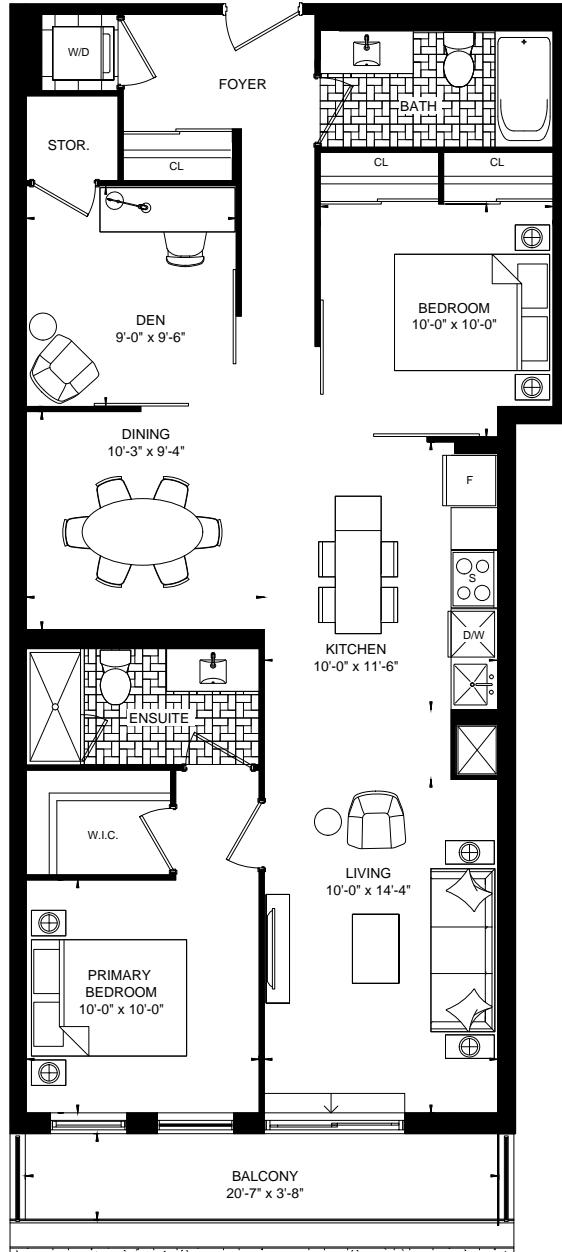 W/D
FOYER
BATH
STOR.
CL
CL
CL
DEN
9'-0" x 9'-6"
BEDROOM
10'-0" x 10'-0"
DINING
10'-3" x 9'-4"
F
S
D/W
KITCHEN
10'-0" x 11'-6"
ENSUITE
W.I.C.
LIVING
10'-0" x 14'-4"
PRIMARY
BEDROOM
10'-0" x 10'-0"
BALCONY
20'-7" x 3'-8"